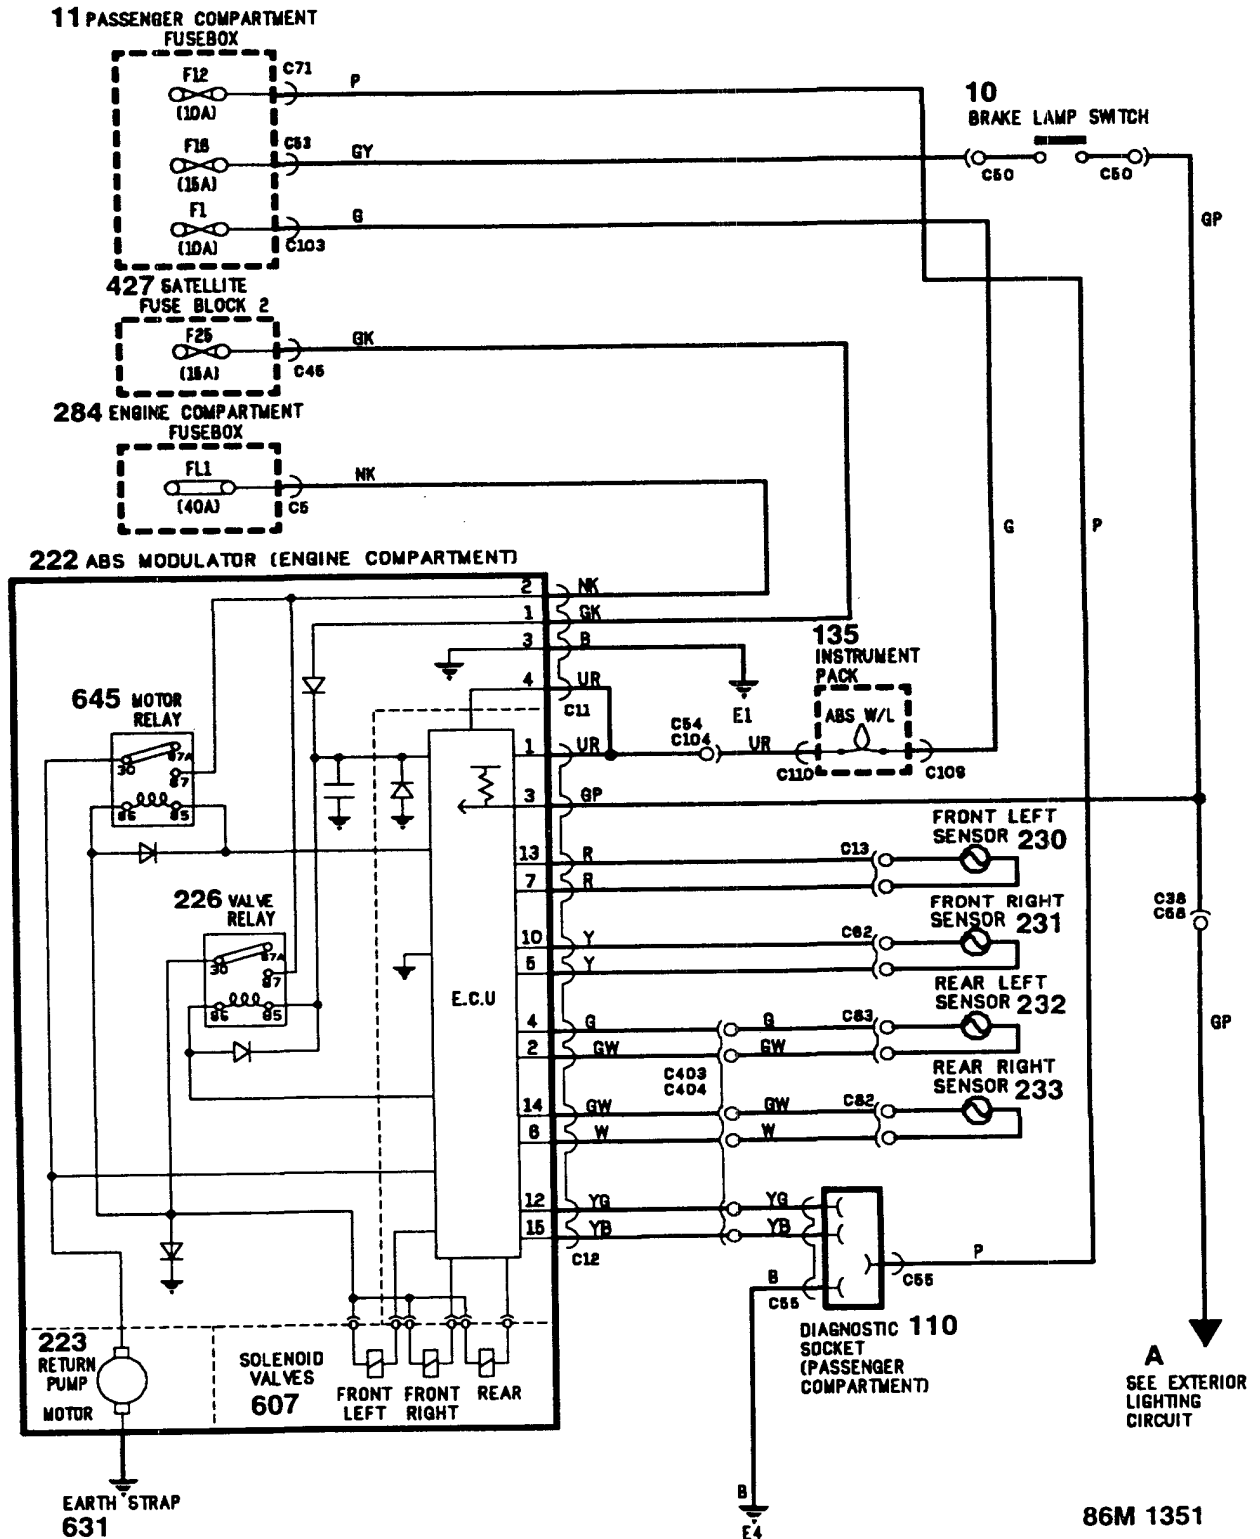 11 PASSENGER COMPARTMENT
FUSEBOX
F12
(10A)
C71
P
F16
(15A)
C53
GY
F1
(10A)
C103
G
10
BRAKE LAMP SWITCH
C50
C50
GP
427 SATELLITE
FUSE BLOCK 2
F25
(15A)
C45
GK
284 ENGINE COMPARTMENT
FUSEBOX
FL1
(40A)
C5
NK
G
P
222 ABS MODULATOR (ENGINE COMPARTMENT)
2
NK
1
GK
3
B
4
UR
C11
E1
135
INSTRUMENT
PACK
ABS W/L
C54
C104
UR
C110
C109
645 MOTOR
RELAY
30
87A
87
86
85
1
UR
3
GP
FRONT LEFT
SENSOR 230
13
R
C13
7
R
226 VALVE
RELAY
30
87A
87
86
85
FRONT RIGHT
SENSOR 231
10
Y
C62
5
Y
C38
C58
E.C.U
REAR LEFT
SENSOR 232
4
G
G
C83
2
GW
GW
GP
C403
C404
REAR RIGHT
SENSOR 233
14
GW
GW
C82
6
W
W
12
YG
YG
15
YB
YB
C12
P
C55
B
C55
DIAGNOSTIC 110
SOCKET
(PASSENGER
COMPARTMENT)
223
RETURN
PUMP
MOTOR
SOLENOID
VALVES
607
FRONT
LEFT
FRONT
RIGHT
REAR
A
SEE EXTERIOR
LIGHTING
CIRCUIT
EARTH STRAP
631
B
E4
86M 1351